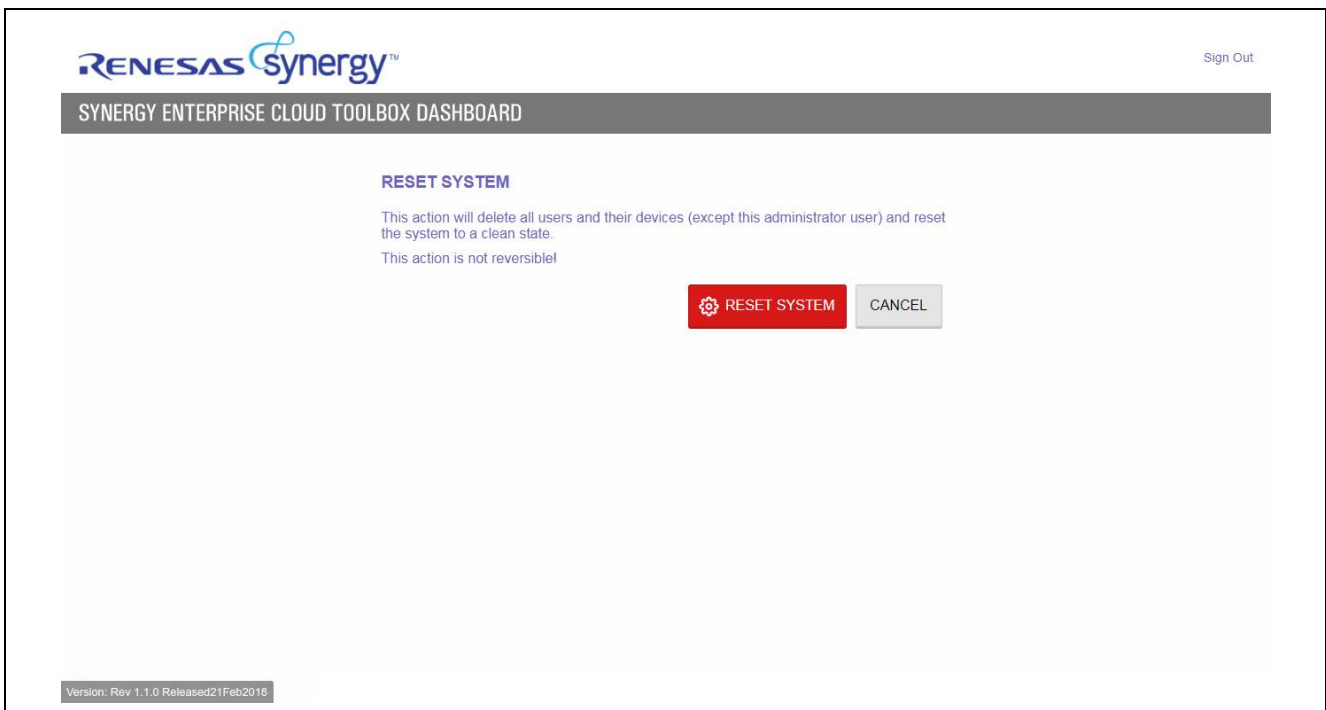 RENESAS synergy™
Sign Out
SYNERGY ENTERPRISE CLOUD TOOLBOX DASHBOARD
RESET SYSTEM
This action will delete all users and their devices (except this administrator user) and reset
the system to a clean state.
This action is not reversible!
RESET SYSTEM
CANCEL
Version: Rev 1.1.0 Released21Feb2018